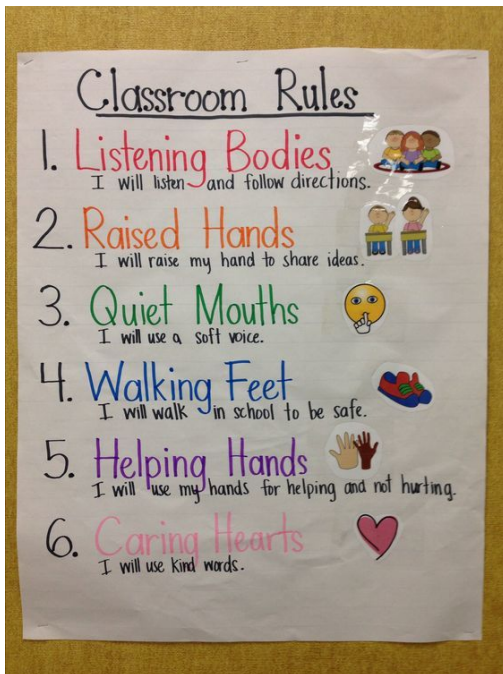 Classroom Rules
1. Listening Bodies
I will listen and follow directions.
2. Raised Hands
I will raise my hand to share ideas.
3. Quiet Mouths
I will use a soft voice.
4. Walking Feet
I will walk in school to be safe.
5. Helping Hands
I will use my hands for helping and not hurting.
6. Caring Hearts
I will use kind words.